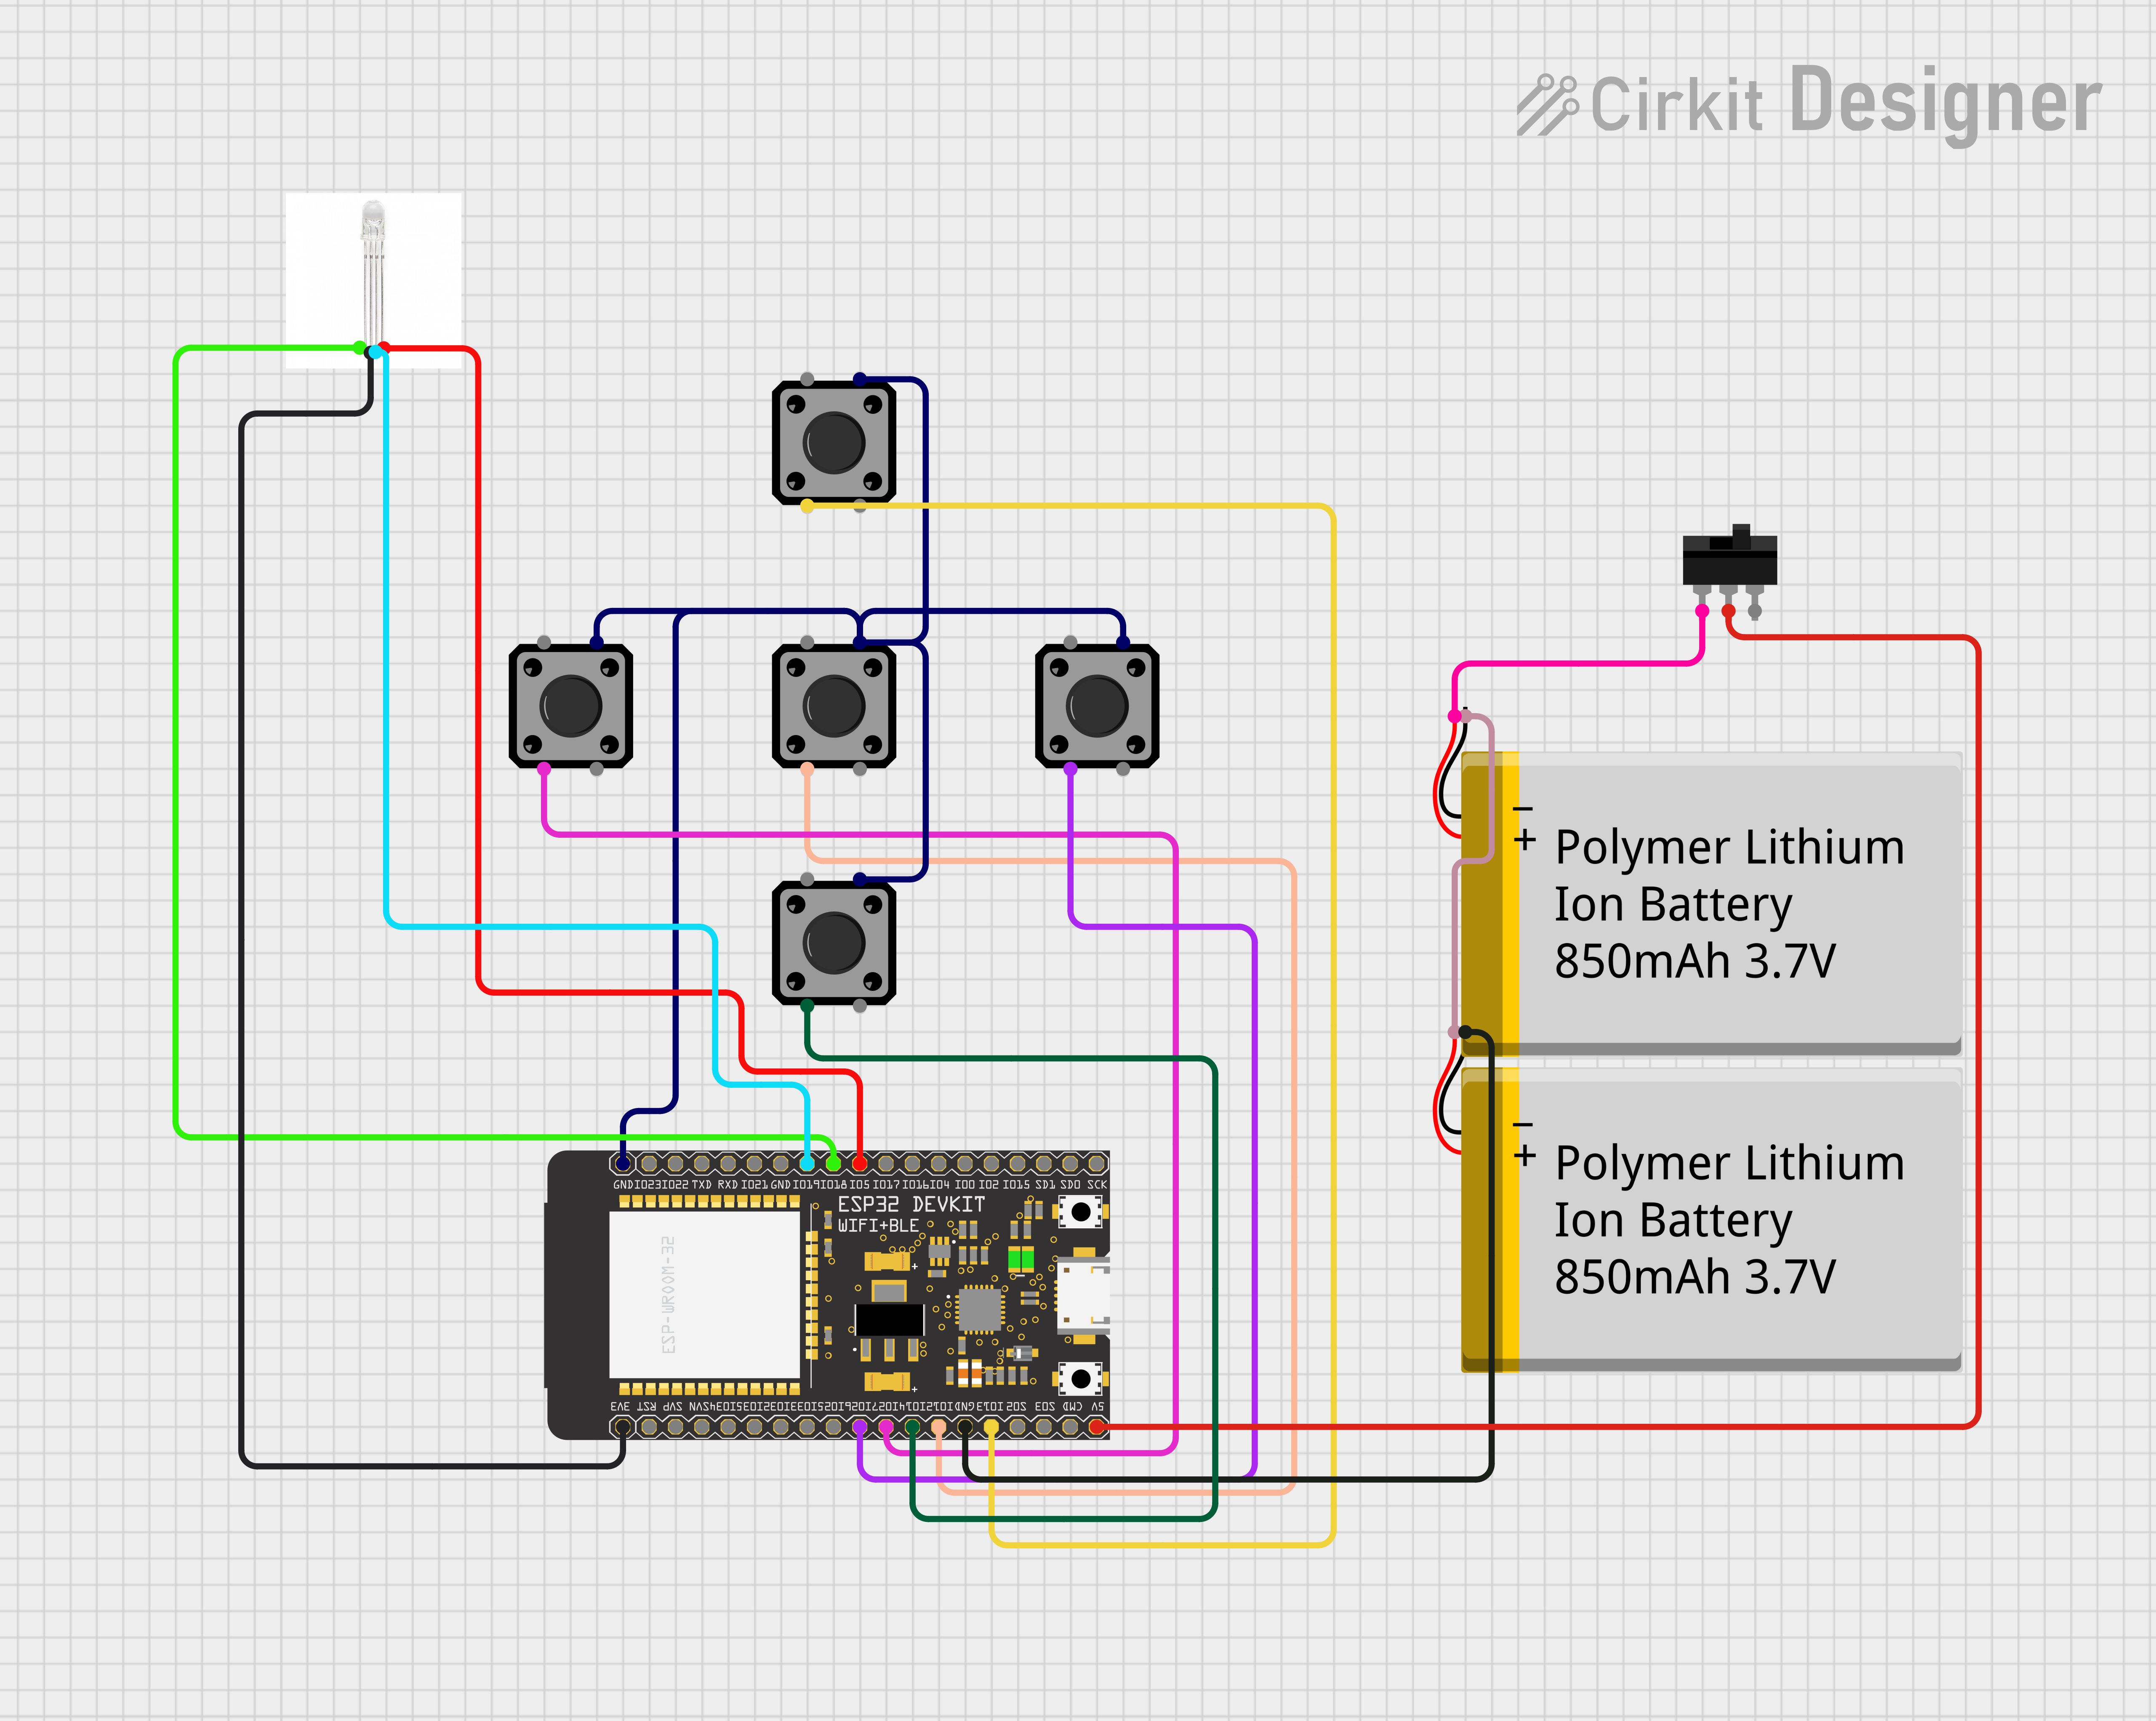 Cirkit Designer
−
+ Polymer Lithium
Ion Battery
850mAh 3.7V
−
+ Polymer Lithium
Ion Battery
850mAh 3.7V
GND IO23 IO22 TXD RXD IO21 GND IO19 IO18 IO5 IO17 IO16 IO4 IO0 IO2 IO15 SD1 SD0 SCK
ESP32 DEVKIT
WIFI+BLE
ESP-WROOM-32
+
+
3V3 RST SVP SVN IO34 IO35 IO32 IO33 IO25 IO26 IO27 IO14 IO12 GND IO13 SD2 SD3 CMD 5V